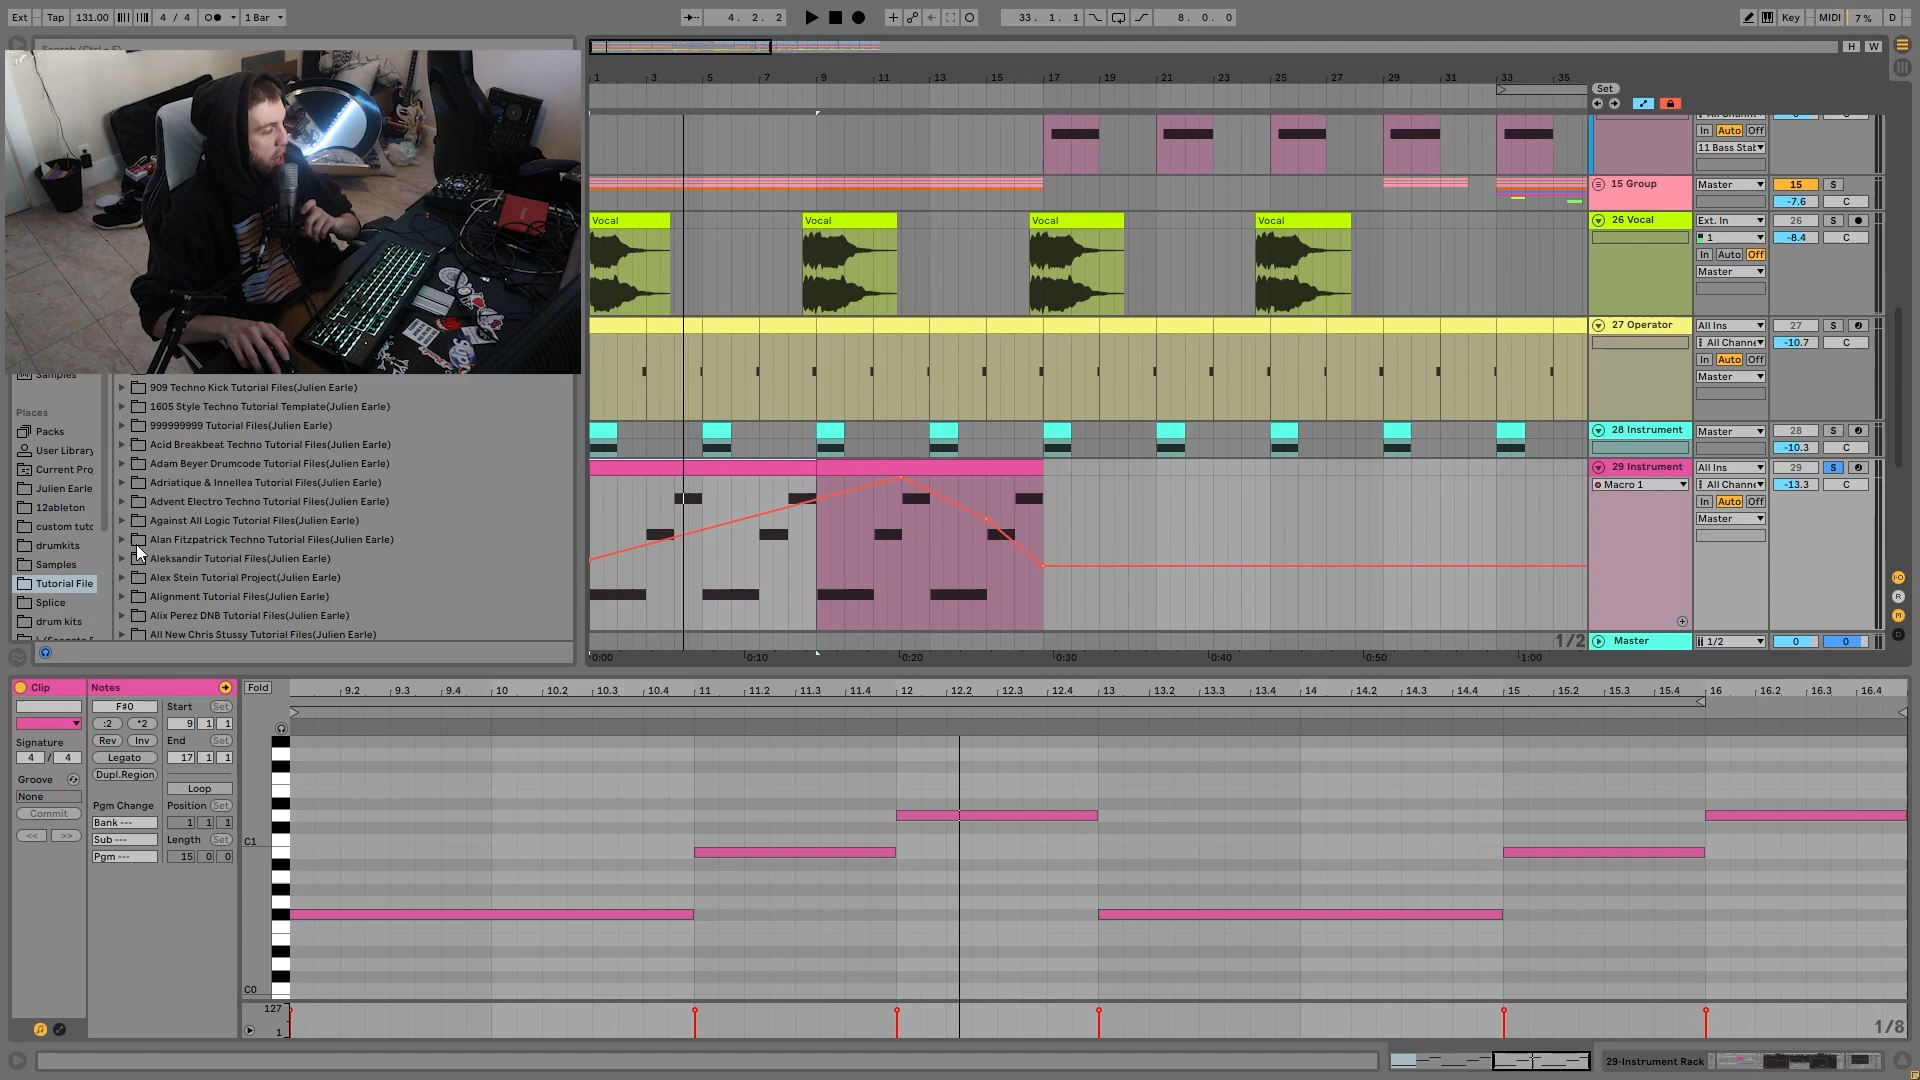 Ext Tap 131.00 4 / 4 1 Bar 4. 2. 2 33. 1. 1 8. 0. 0 Key MIDI 7 % D
Search (Ctrl + F)
H W
1 3 5 7 9 11 13 15 17 19 21 23 25 27 29 31 33 35
Set
In Auto Off
11 Bass Stat
15 Group Master 15 S
-7.6 C
Vocal Vocal Vocal Vocal
26 Vocal Ext. In 26 S
1 -8.4 C
In Auto Off
Master
27 Operator All Ins 27 S
All Channe -10.7 C
In Auto Off
Master
28 Instrument Master 28 S
-10.3 C
29 Instrument All Ins 29 S
Macro 1 All Channe -13.3 C
In Auto Off
Master
1/2
Master 1/2 0 0
0:00 0:10 0:20 0:30 0:40 0:50 1:00
Samples
Places
Packs
User Library
Current Proj
Julien Earle
12ableton
custom tuto
drumkits
Samples
Tutorial File
Splice
drum kits
909 Techno Kick Tutorial Files(Julien Earle)
1605 Style Techno Tutorial Template(Julien Earle)
999999999 Tutorial Files(Julien Earle)
Acid Breakbeat Techno Tutorial Files(Julien Earle)
Adam Beyer Drumcode Tutorial Files(Julien Earle)
Adriatique & Innellea Tutorial Files(Julien Earle)
Advent Electro Techno Tutorial Files(Julien Earle)
Against All Logic Tutorial Files(Julien Earle)
Alan Fitzpatrick Techno Tutorial Files(Julien Earle)
Aleksandir Tutorial Files(Julien Earle)
Alex Stein Tutorial Project(Julien Earle)
Alignment Tutorial Files(Julien Earle)
Alix Perez DNB Tutorial Files(Julien Earle)
All New Chris Stussy Tutorial Files(Julien Earle)
Clip
Signature
4 / 4
Groove
None
Commit
<< >>
Notes
F#0
:2 *2
Rev Inv
Legato
Dupl.Region
Pgm Change
Bank ---
Sub ---
Pgm ---
Start Set
9 1 1
End Set
17 1 1
Loop
Position Set
1 1 1
Length Set
15 0 0
Fold
9.2 9.3 9.4 10 10.2 10.3 10.4 11 11.2 11.3 11.4 12 12.2 12.3 12.4 13 13.2 13.3 13.4 14 14.2 14.3 14.4 15 15.2 15.3 15.4 16 16.2 16.3 16.4
C1
C0
127
1
1/8
29-Instrument Rack